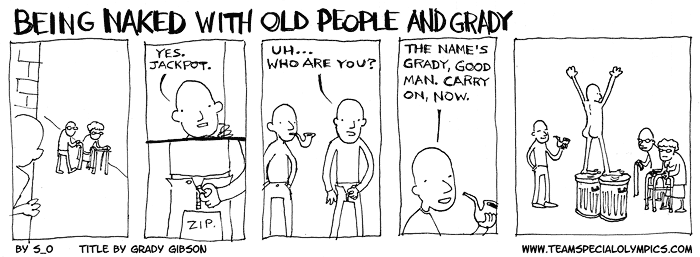 BEING NAKED WITH OLD PEOPLE AND GRADY
YES.
JACKPOT.
ZIP.
UH...
WHO ARE YOU?
THE NAME'S
GRADY, GOOD
MAN. CARRY
ON, NOW.
BY S_O
TITLE BY GRADY GIBSON
WWW.TEAMSPECIALOLYMPICS.COM